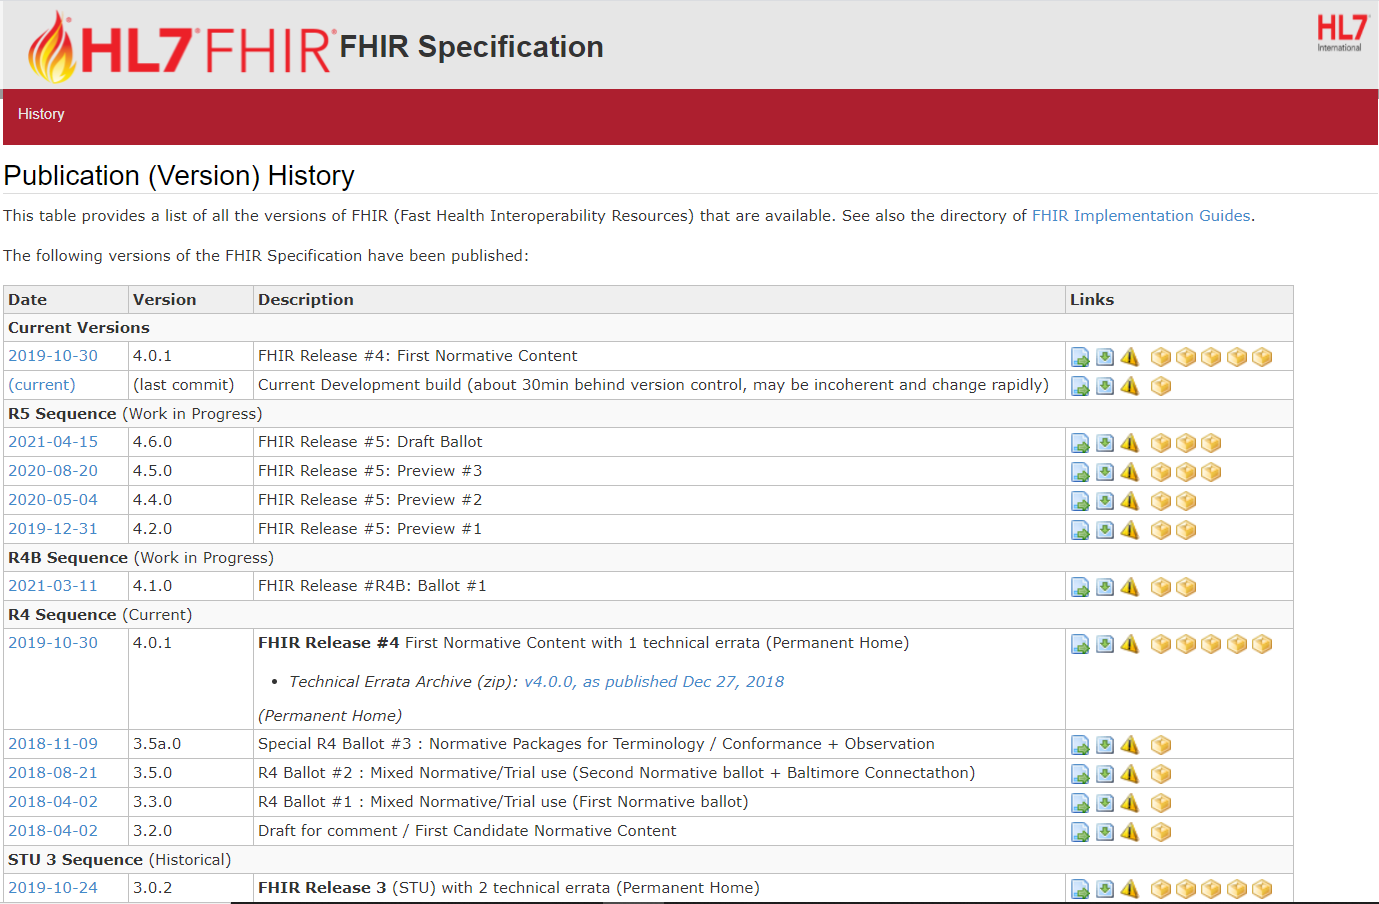 HL7 FHIR FHIR Specification
HL7
International
History
Publication (Version) History
This table provides a list of all the versions of FHIR (Fast Health Interoperability Resources) that are available. See also the directory of FHIR Implementation Guides.
The following versions of the FHIR Specification have been published:
Date Version Description Links
Current Versions
2019-10-30 4.0.1 FHIR Release #4: First Normative Content
(current) (last commit) Current Development build (about 30min behind version control, may be incoherent and change rapidly)
R5 Sequence (Work in Progress)
2021-04-15 4.6.0 FHIR Release #5: Draft Ballot
2020-08-20 4.5.0 FHIR Release #5: Preview #3
2020-05-04 4.4.0 FHIR Release #5: Preview #2
2019-12-31 4.2.0 FHIR Release #5: Preview #1
R4B Sequence (Work in Progress)
2021-03-11 4.1.0 FHIR Release #R4B: Ballot #1
R4 Sequence (Current)
2019-10-30 4.0.1 FHIR Release #4 First Normative Content with 1 technical errata (Permanent Home)
• Technical Errata Archive (zip): v4.0.0, as published Dec 27, 2018
(Permanent Home)
2018-11-09 3.5a.0 Special R4 Ballot #3 : Normative Packages for Terminology / Conformance + Observation
2018-08-21 3.5.0 R4 Ballot #2 : Mixed Normative/Trial use (Second Normative ballot + Baltimore Connectathon)
2018-04-02 3.3.0 R4 Ballot #1 : Mixed Normative/Trial use (First Normative ballot)
2018-04-02 3.2.0 Draft for comment / First Candidate Normative Content
STU 3 Sequence (Historical)
2019-10-24 3.0.2 FHIR Release 3 (STU) with 2 technical errata (Permanent Home)